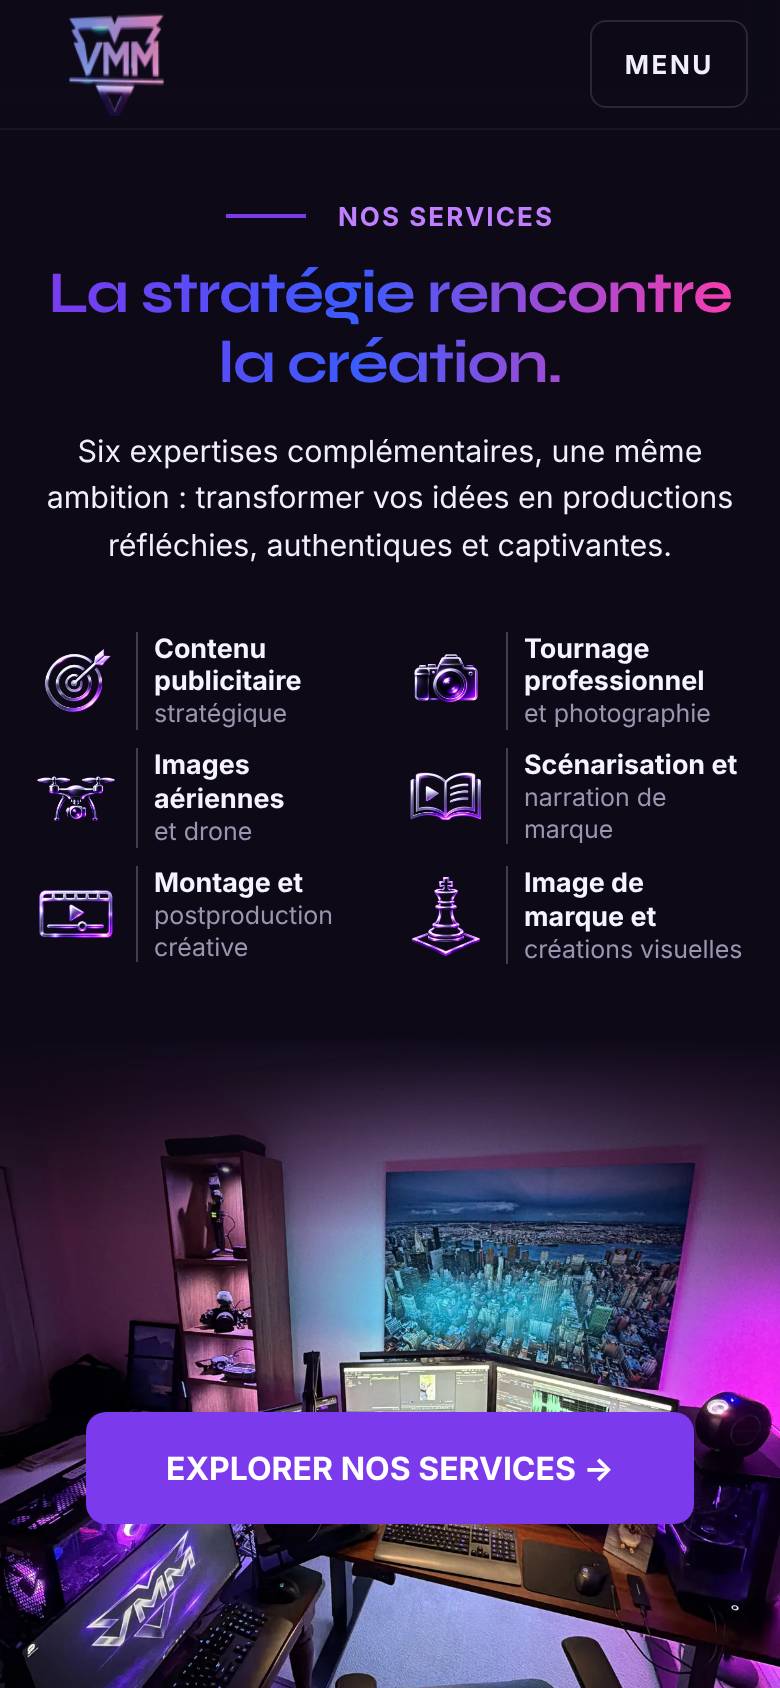 VMM
MENU
NOS SERVICES
La stratégie rencontre
la création.
Six expertises complémentaires, une même
ambition : transformer vos idées en productions
réfléchies, authentiques et captivantes.
Contenu
publicitaire
stratégique
Tournage
professionnel
et photographie
Images
aériennes
et drone
Scénarisation et
narration de
marque
Montage et
postproduction
créative
Image de
marque et
créations visuelles
EXPLORER NOS SERVICES →
VMM